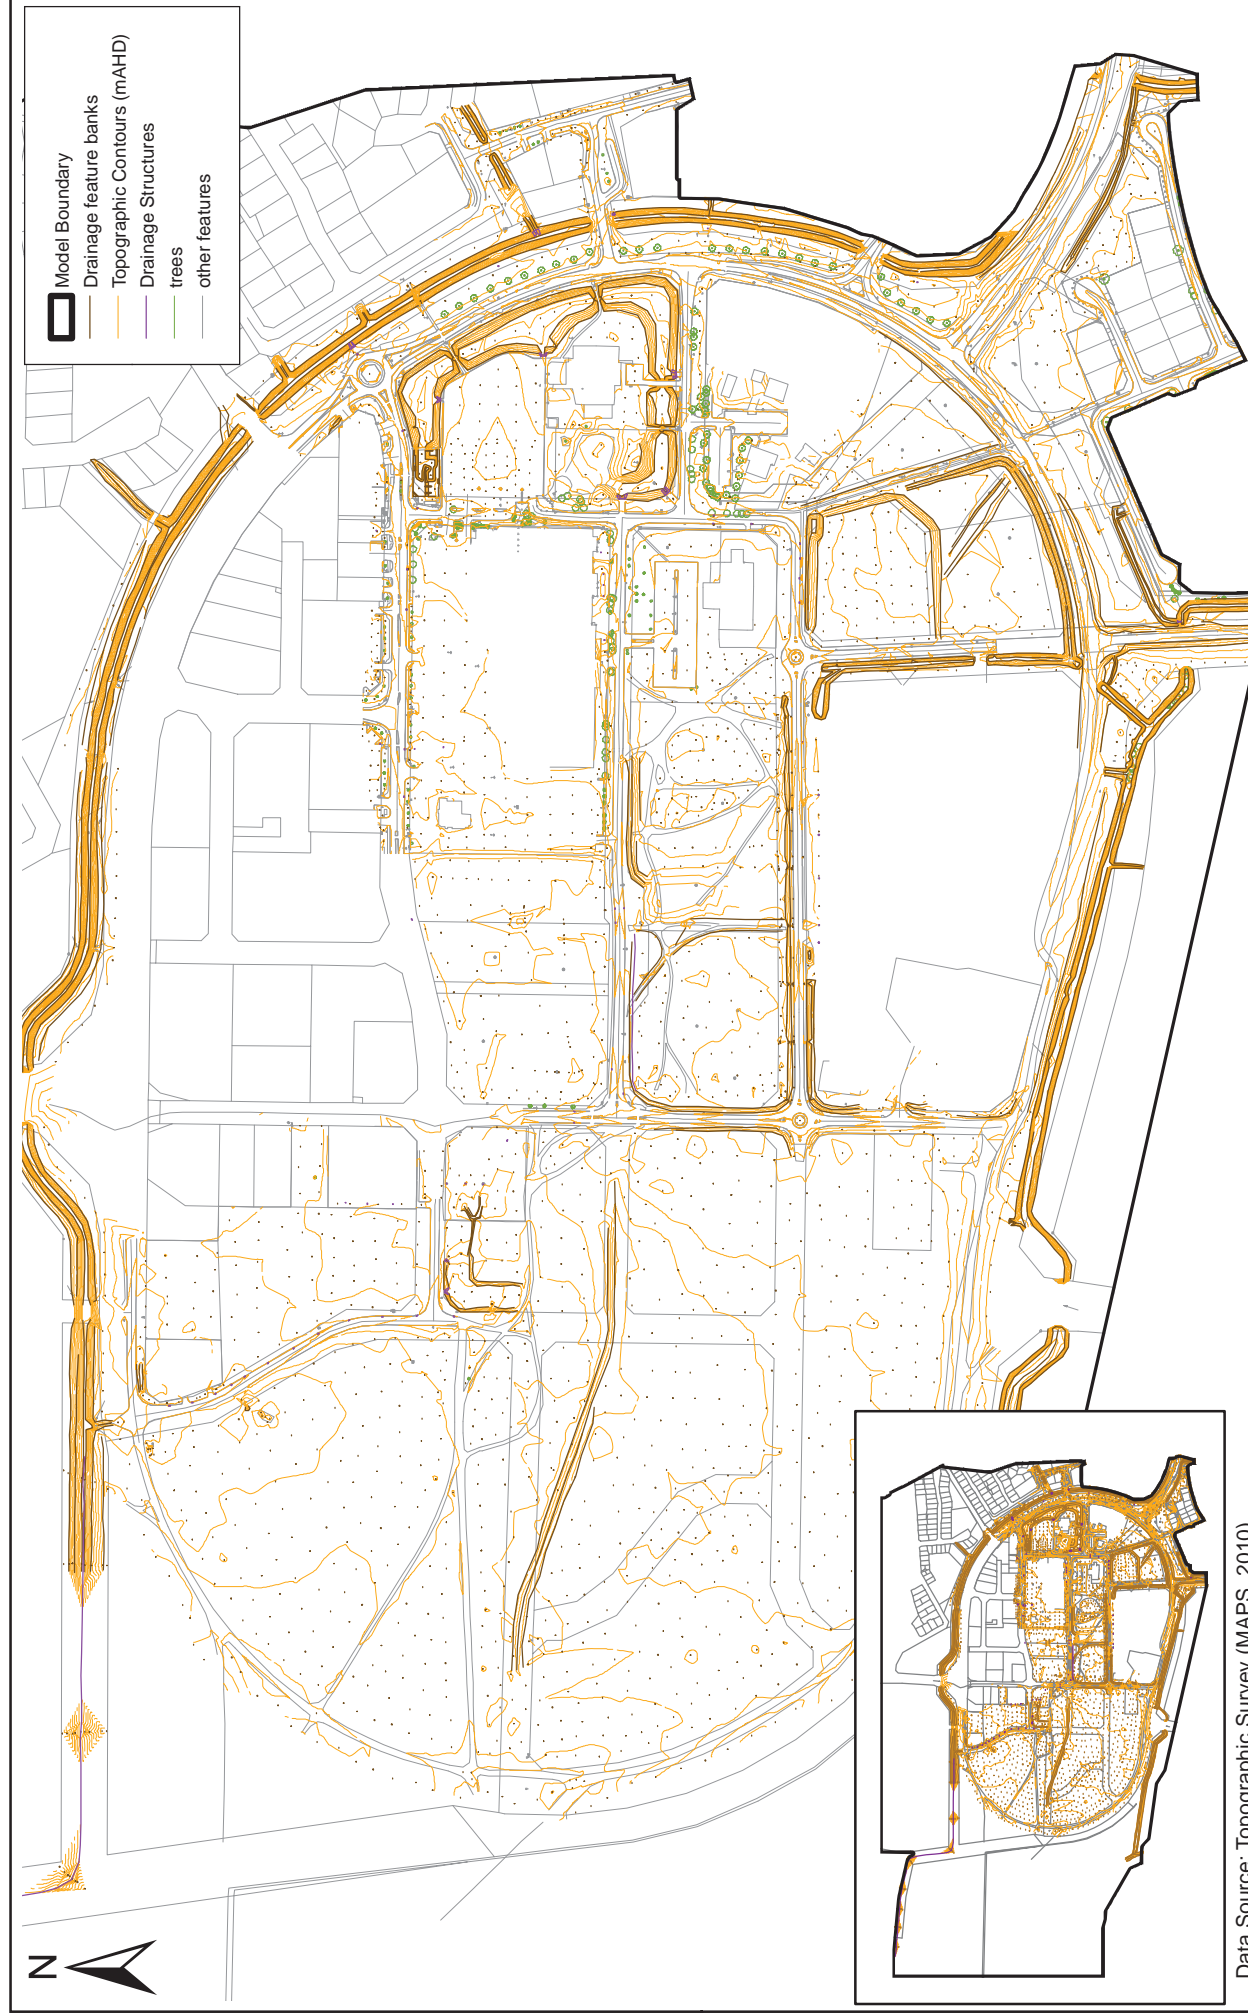 Model Boundary
Drainage feature banks
Topographic Contours (mAHD)
Drainage Structures
trees
other features
N
Data Source: Topographic Survey (MAPS, 2010)